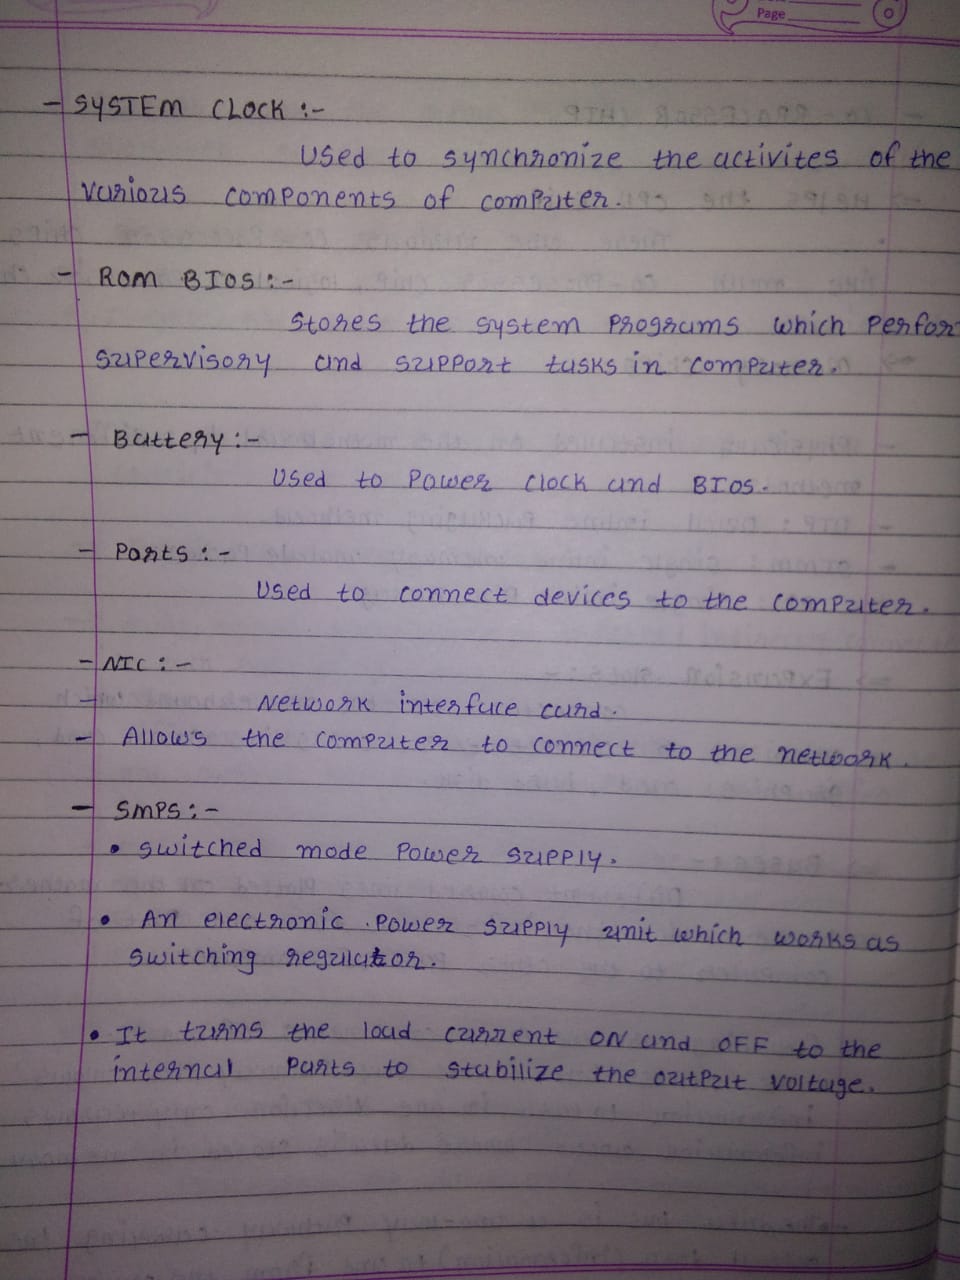 Page
- SYSTEM CLOCK :-
Used to synchronize the activites of the
various components of computer.
- ROM BIOS :-
Stores the system programs which perfor
supervisory and support tasks in computer.
- Battery :-
Used to power clock and BIOS.
- Ports :-
Used to connect devices to the computer.
- NIC :-
- Network interface card.
- Allows the computer to connect to the network.
- SMPS :-
• switched mode power supply.
• An electronic power supply unit which works as
switching regulator.
• It turns the load current ON and OFF to the
internal parts to stabilize the output voltage.